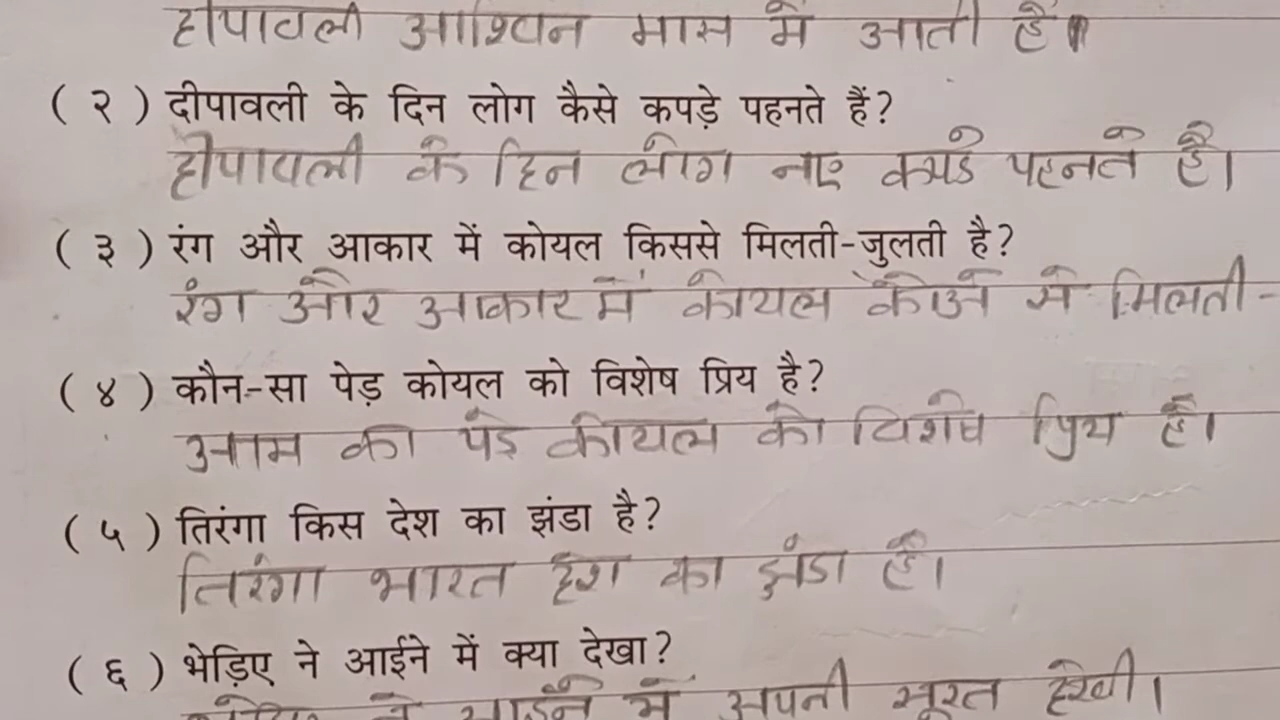 दीपावली आश्विन मास में आती है।
( २ ) दीपावली के दिन लोग कैसे कपड़े पहनते हैं?
दीपावली के दिन लोग नए कपडे पहनते है।
( ३ ) रंग और आकार में कोयल किससे मिलती-जुलती है?
रंग और आकार में कोयल कौअे से मिलती-
( ४ ) कौन-सा पेड़ कोयल को विशेष प्रिय है?
आम का पेड कोयल को विशेष प्रिय है।
( ५ ) तिरंगा किस देश का झंडा है?
तिरंगा भारत देश का झंडा है।
( ६ ) भेड़िए ने आईने में क्या देखा?
ने आईने में अपनी सूरत देखी।